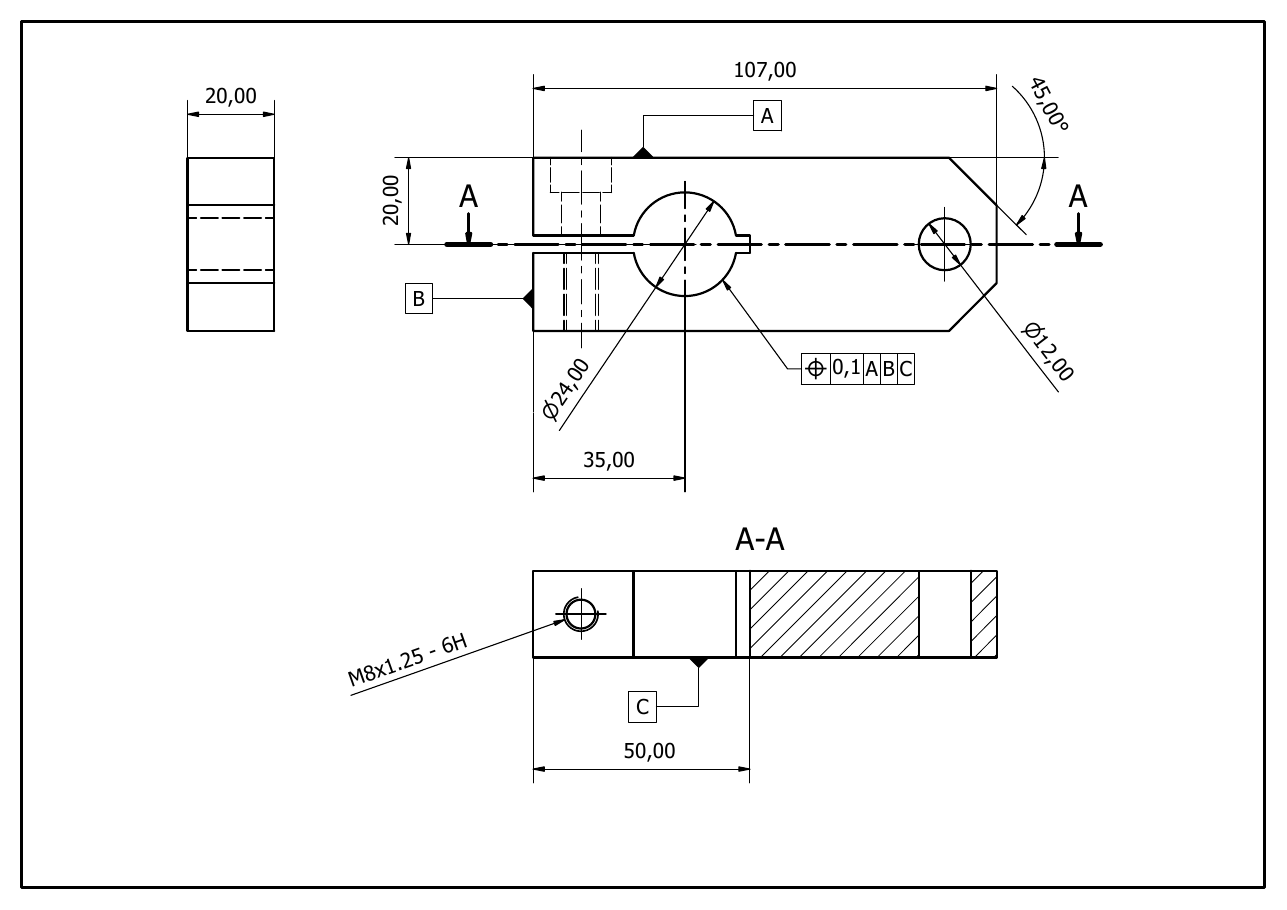 107,00
45,00°
20,00
A
20,00
A
A
B
Ø24,00
Ø12,00
⌖ 0,1 A B C
35,00
A-A
M8x1.25 - 6H
C
50,00